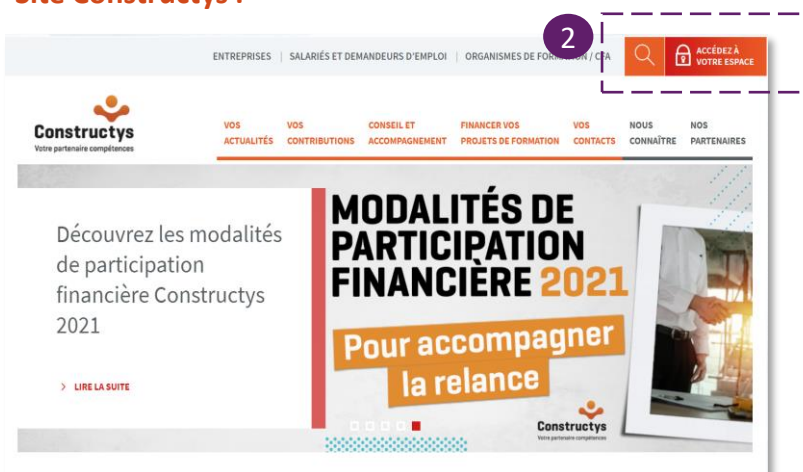 Site Constructys :
2
ENTREPRISES | SALARIÉS ET DEMANDEURS D'EMPLOI | ORGANISMES DE FORMATION / CFA
ACCÉDEZ À
VOTRE ESPACE
Constructys
Votre partenaire compétences
VOS
ACTUALITÉS
VOS
CONTRIBUTIONS
CONSEIL ET
ACCOMPAGNEMENT
FINANCER VOS
PROJETS DE FORMATION
VOS
CONTACTS
NOUS
CONNAÎTRE
NOS
PARTENAIRES
Découvrez les modalités
de participation
financière Constructys
2021
> LIRE LA SUITE
MODALITÉS DE
PARTICIPATION
FINANCIÈRE 2021
Pour accompagner
la relance
Constructys
Votre partenaire compétences